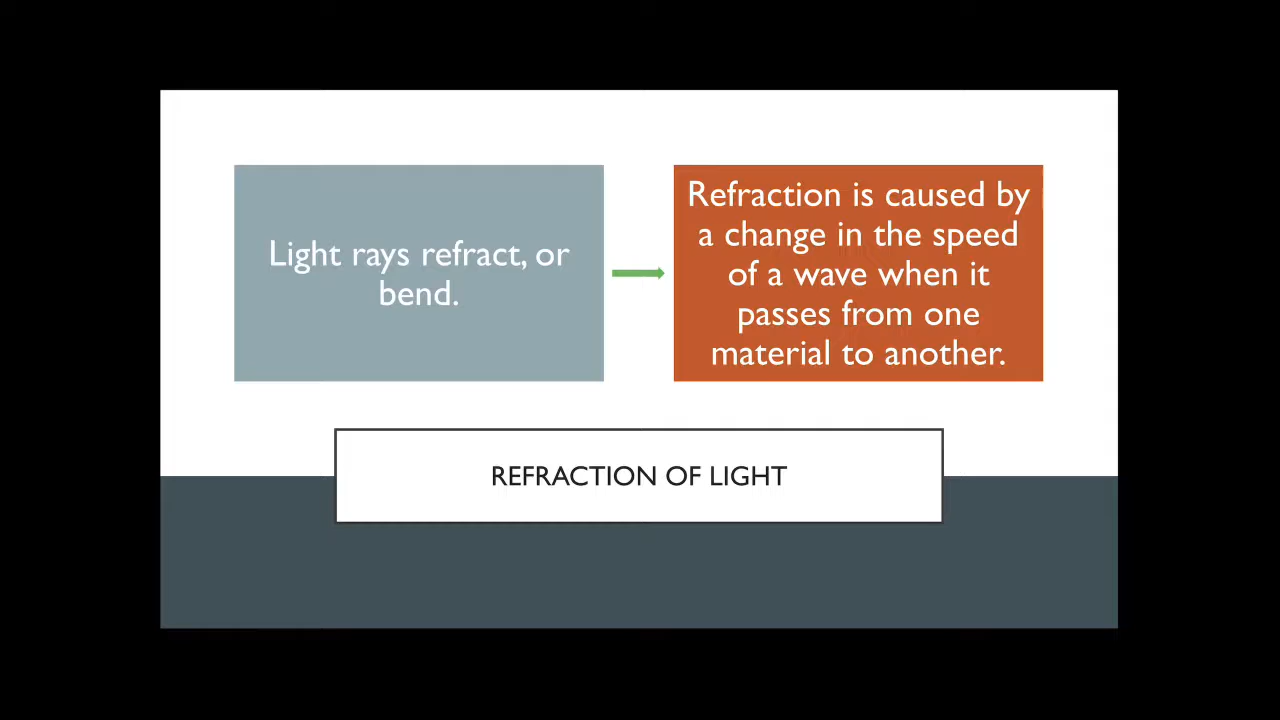 Light rays refract, or
bend.
Refraction is caused by
a change in the speed
of a wave when it
passes from one
material to another.
REFRACTION OF LIGHT